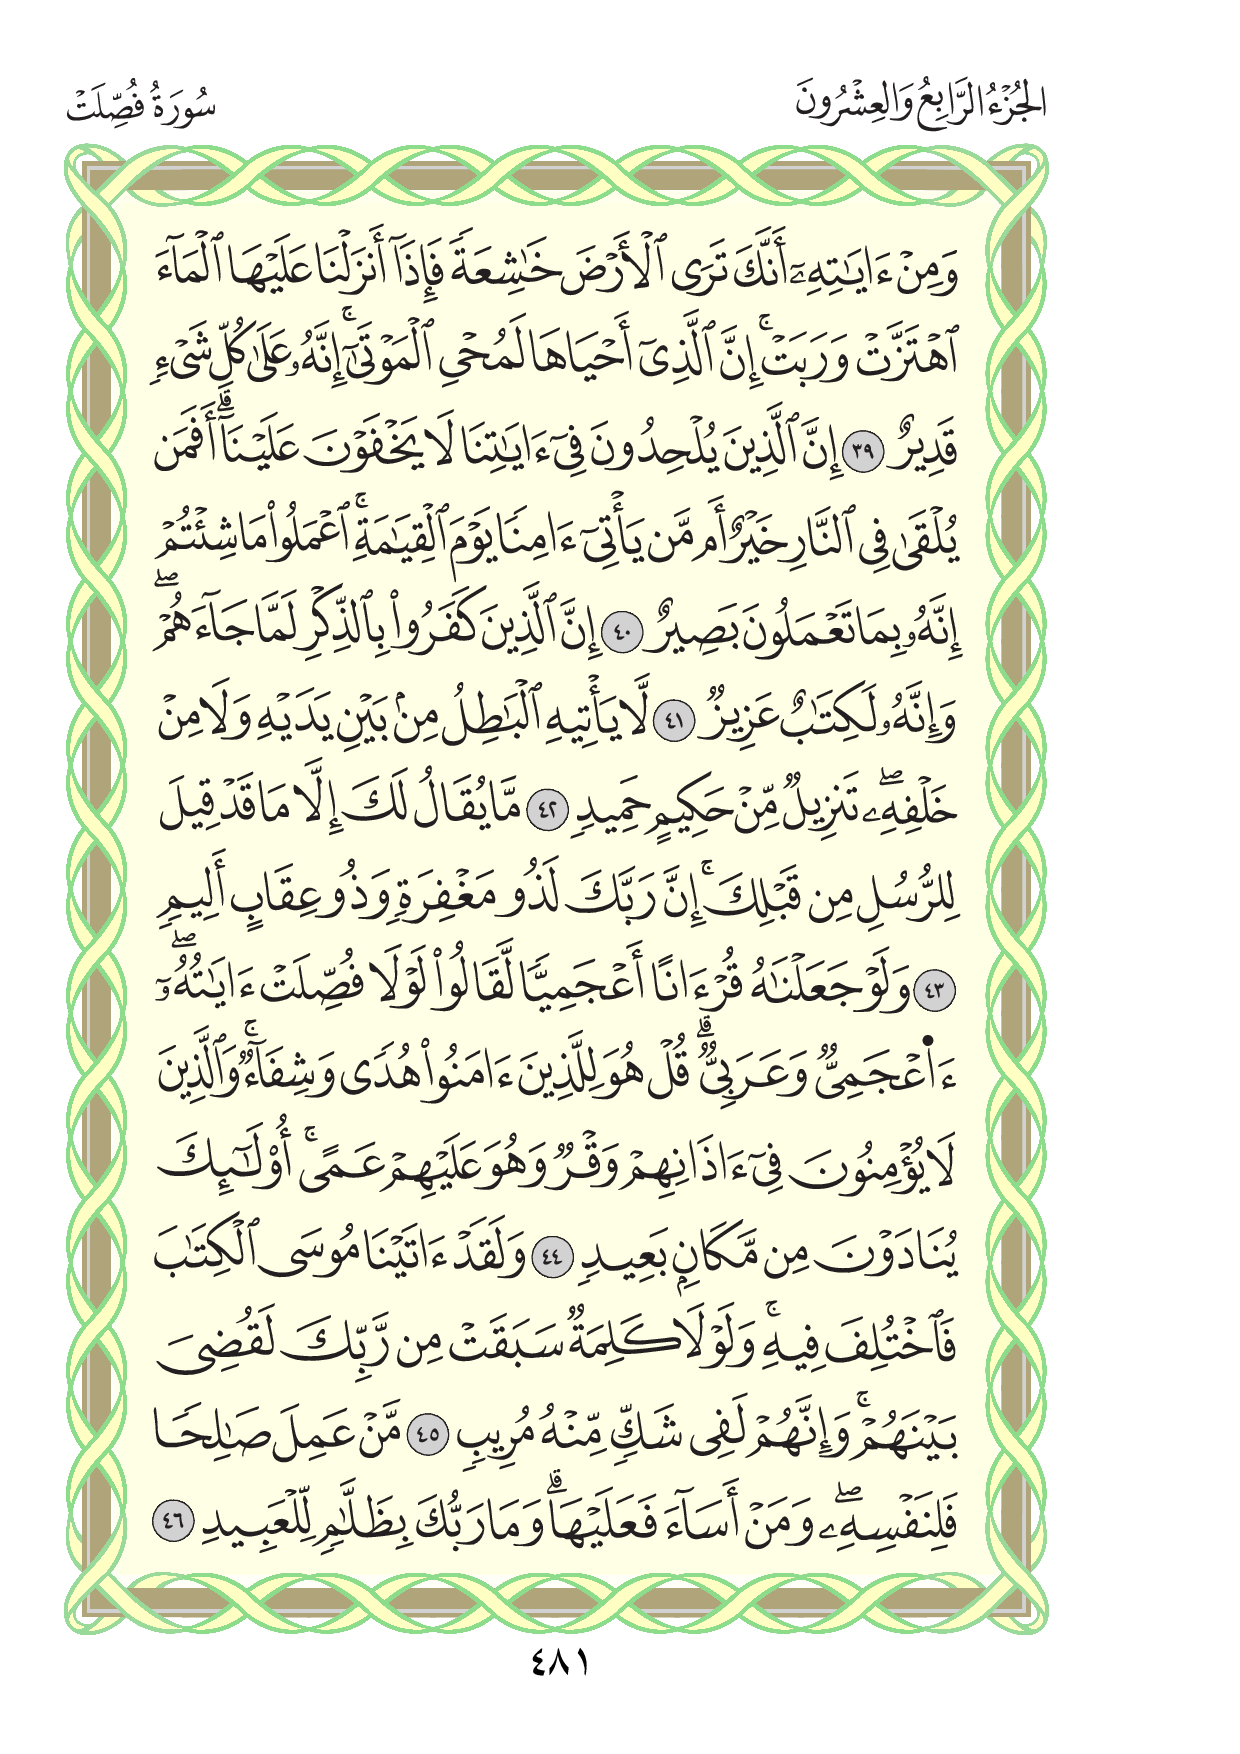 الجُزْءُ الرَّابِعُ وَالعِشْرُونَ
سُورَةُ فُصِّلَتْ
وَمِنْ ءَايَٰتِهِۦٓ أَنَّكَ تَرَى ٱلْأَرْضَ خَٰشِعَةً فَإِذَآ أَنزَلْنَا عَلَيْهَا ٱلْمَآءَ
ٱهْتَزَّتْ وَرَبَتْ ۚ إِنَّ ٱلَّذِىٓ أَحْيَاهَا لَمُحْىِ ٱلْمَوْتَىٰٓ ۚ إِنَّهُۥ عَلَىٰ كُلِّ شَىْءٍ
قَدِيرٌ ٣٩ إِنَّ ٱلَّذِينَ يُلْحِدُونَ فِىٓ ءَايَٰتِنَا لَا يَخْفَوْنَ عَلَيْنَآ ۗ أَفَمَن
يُلْقَىٰ فِى ٱلنَّارِ خَيْرٌ أَم مَّن يَأْتِىٓ ءَامِنًا يَوْمَ ٱلْقِيَٰمَةِ ۚ ٱعْمَلُوا۟ مَا شِئْتُمْ ۖ
إِنَّهُۥ بِمَا تَعْمَلُونَ بَصِيرٌ ٤٠ إِنَّ ٱلَّذِينَ كَفَرُوا۟ بِٱلذِّكْرِ لَمَّا جَآءَهُمْ ۖ
وَإِنَّهُۥ لَكِتَٰبٌ عَزِيزٌ ٤١ لَّا يَأْتِيهِ ٱلْبَٰطِلُ مِنۢ بَيْنِ يَدَيْهِ وَلَا مِنْ
خَلْفِهِۦ ۖ تَنزِيلٌ مِّنْ حَكِيمٍ حَمِيدٍ ٤٢ مَّا يُقَالُ لَكَ إِلَّا مَا قَدْ قِيلَ
لِلرُّسُلِ مِن قَبْلِكَ ۚ إِنَّ رَبَّكَ لَذُو مَغْفِرَةٍ وَذُو عِقَابٍ أَلِيمٍ
٤٣ وَلَوْ جَعَلْنَٰهُ قُرْءَانًا أَعْجَمِيًّا لَّقَالُوا۟ لَوْلَا فُصِّلَتْ ءَايَٰتُهُۥٓ ۖ
ءَا۬عْجَمِىٌّ وَعَرَبِىٌّ ۗ قُلْ هُوَ لِلَّذِينَ ءَامَنُوا۟ هُدًى وَشِفَآءٌ ۚ وَٱلَّذِينَ
لَا يُؤْمِنُونَ فِىٓ ءَاذَانِهِمْ وَقْرٌ وَهُوَ عَلَيْهِمْ عَمًى ۚ أُو۟لَٰٓئِكَ
يُنَادَوْنَ مِن مَّكَانٍۭ بَعِيدٍ ٤٤ وَلَقَدْ ءَاتَيْنَا مُوسَى ٱلْكِتَٰبَ
فَٱخْتُلِفَ فِيهِ ۚ وَلَوْلَا كَلِمَةٌ سَبَقَتْ مِن رَّبِّكَ لَقُضِىَ
بَيْنَهُمْ ۚ وَإِنَّهُمْ لَفِى شَكٍّ مِّنْهُ مُرِيبٍ ٤٥ مَّنْ عَمِلَ صَٰلِحًا
فَلِنَفْسِهِۦ ۖ وَمَنْ أَسَآءَ فَعَلَيْهَا ۗ وَمَا رَبُّكَ بِظَلَّٰمٍ لِّلْعَبِيدِ ٤٦
٤٨١